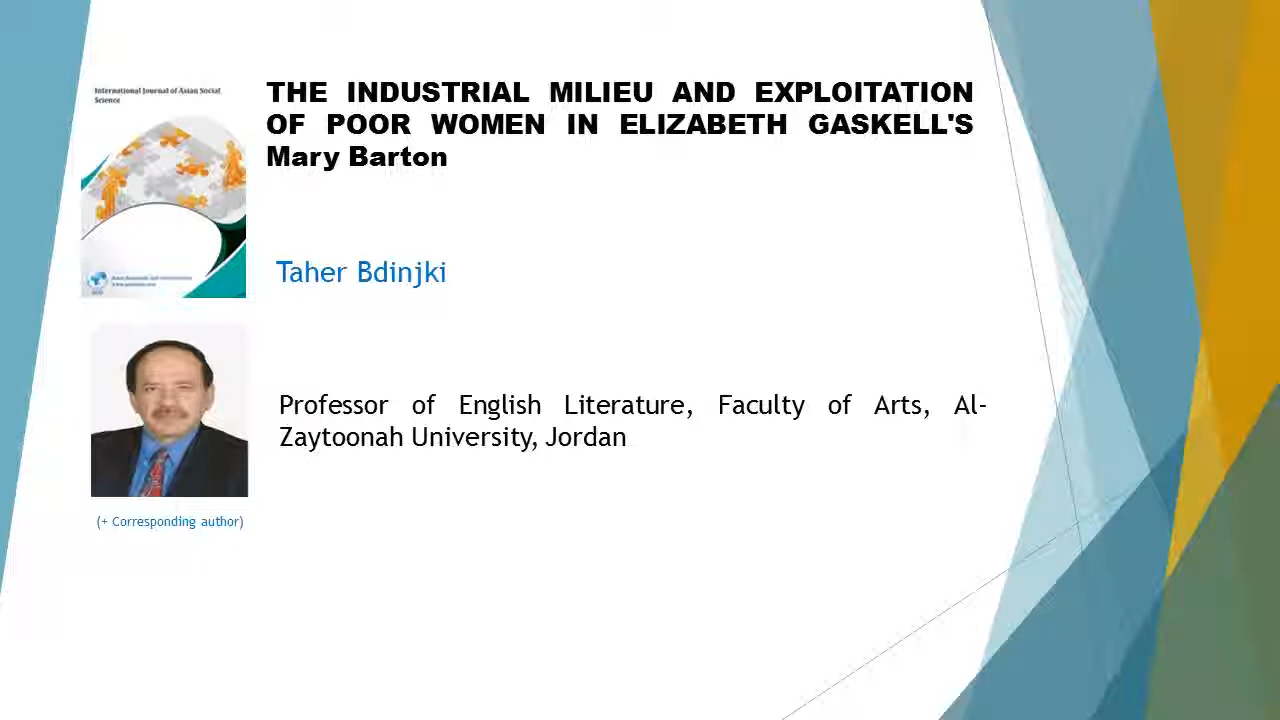 International Journal of Asian Social
Science
THE INDUSTRIAL MILIEU AND EXPLOITATION
OF POOR WOMEN IN ELIZABETH GASKELL'S
Mary Barton
Taher Bdinjki
Professor of English Literature, Faculty of Arts, Al-
Zaytoonah University, Jordan
(+ Corresponding author)